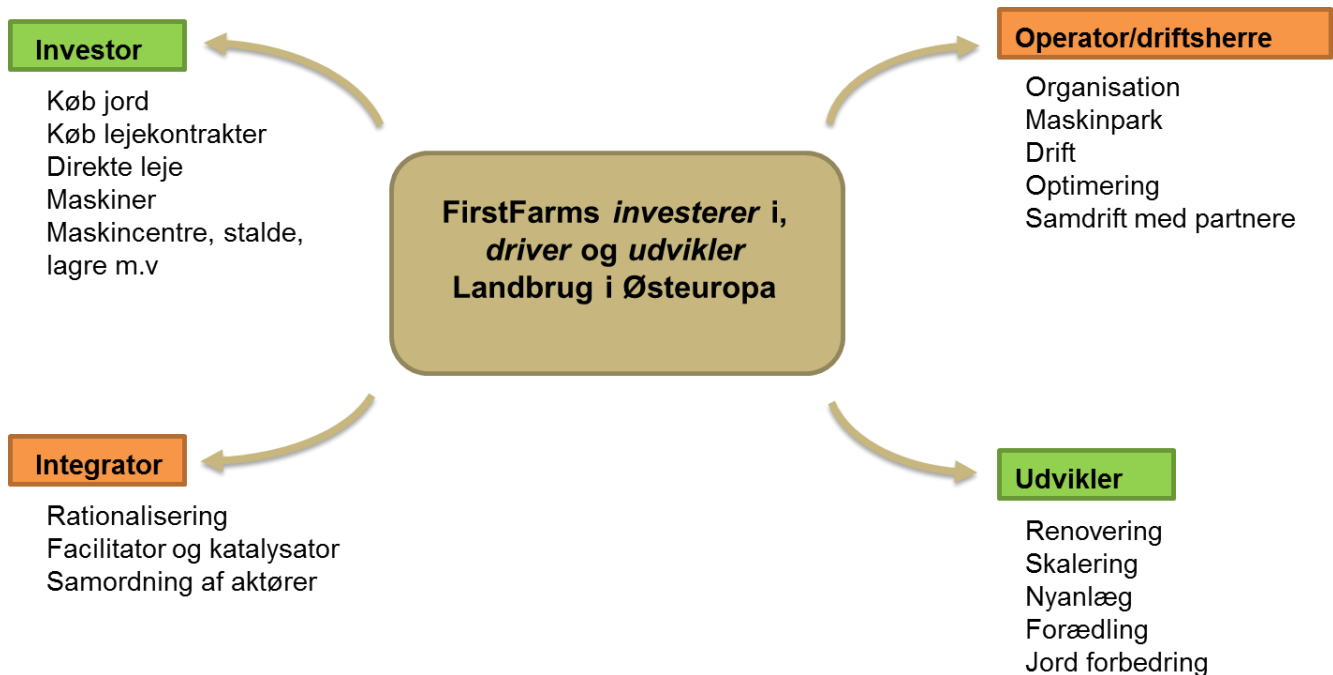 Investor
Køb jord
Køb lejekontrakter
Direkte leje
Maskiner
Maskincentre, stalde,
lagre m.v
Operator/driftsherre
Organisation
Maskinpark
Drift
Optimering
Samdrift med partnere
FirstFarms investerer i,
driver og udvikler
Landbrug i Østeuropa
Integrator
Rationalisering
Facilitator og katalysator
Samordning af aktører
Udvikler
Renovering
Skalering
Nyanlæg
Forædling
Jord forbedring